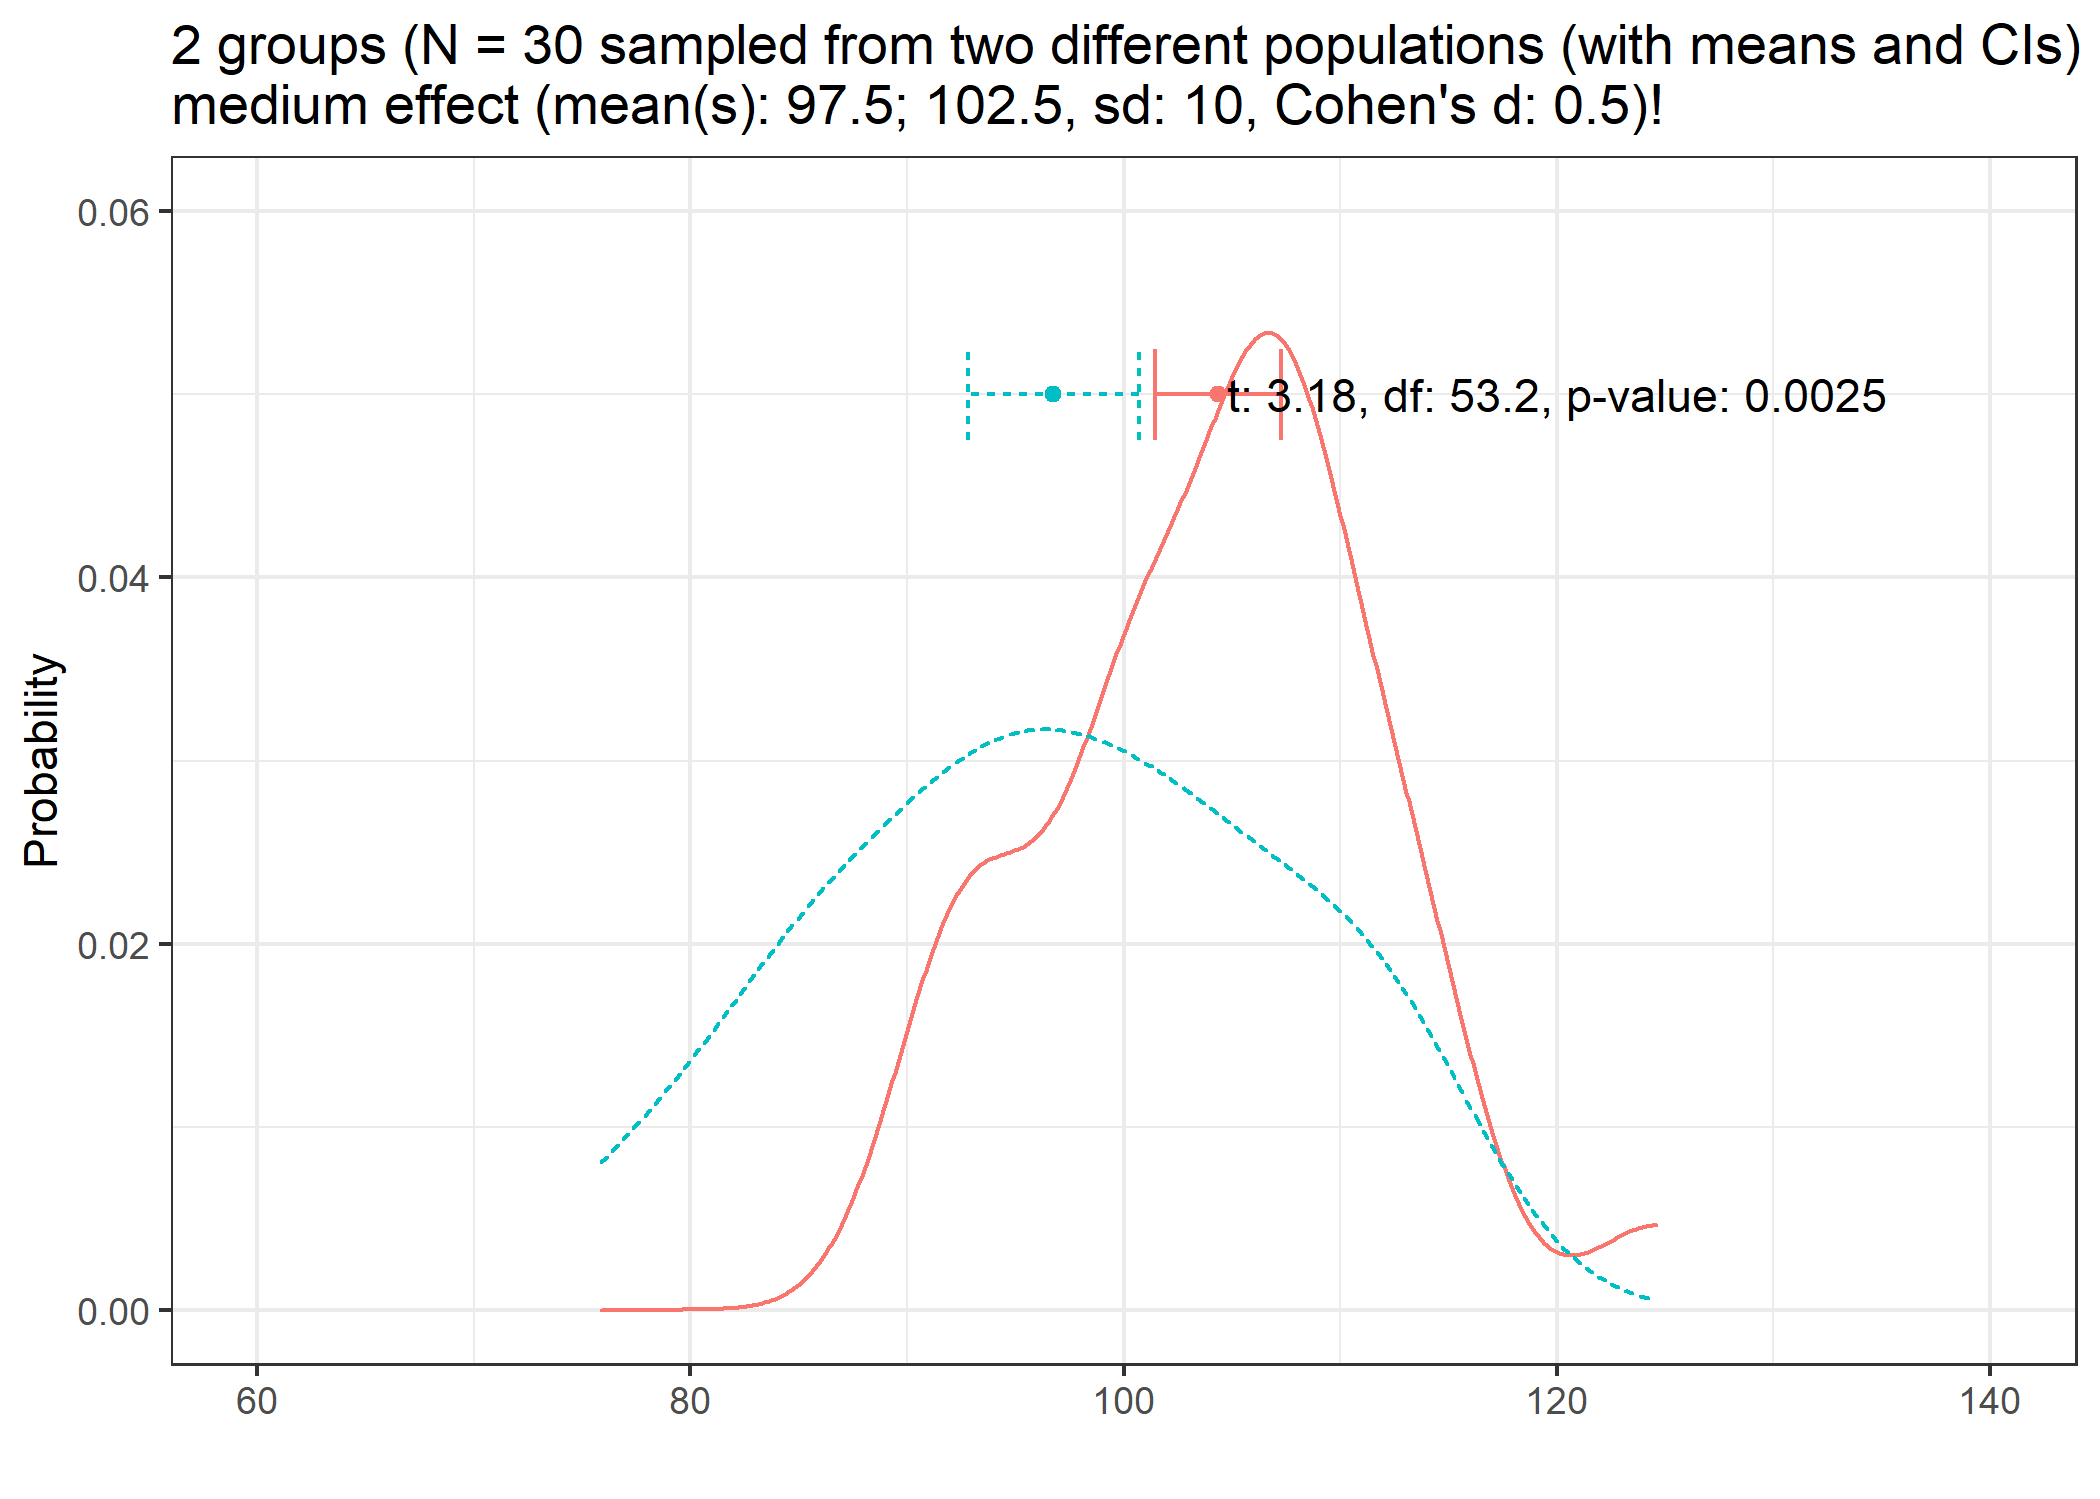 2 groups (N = 30 sampled from two different populations (with means and CIs)
medium effect (mean(s): 97.5; 102.5, sd: 10, Cohen's d: 0.5)!
0.06
t: 3.18, df: 53.2, p-value: 0.0025
0.04
Probability
0.02
0.00
60 80 100 120 140